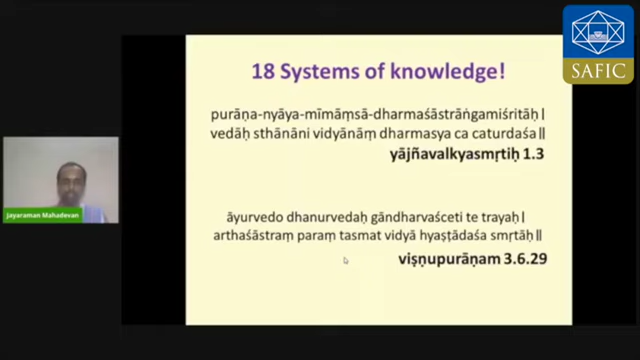 SAFIC
18 Systems of knowledge!
purāṇa-nyāya-mīmāṃsā-dharmaśāstrāṅgamiśritāḥ|
vedāḥ sthānāni vidyānāṃ dharmasya ca caturdaśa||
yājñavalkyasmṛtiḥ 1.3
āyurvedo dhanurvedaḥ gāndharvaśceti te trayaḥ|
arthaśāstraṃ paraṃ tasmat vidyā hyaṣṭādaśa smṛtāḥ||
viṣṇupurāṇam 3.6.29
Jayaraman Mahadevan